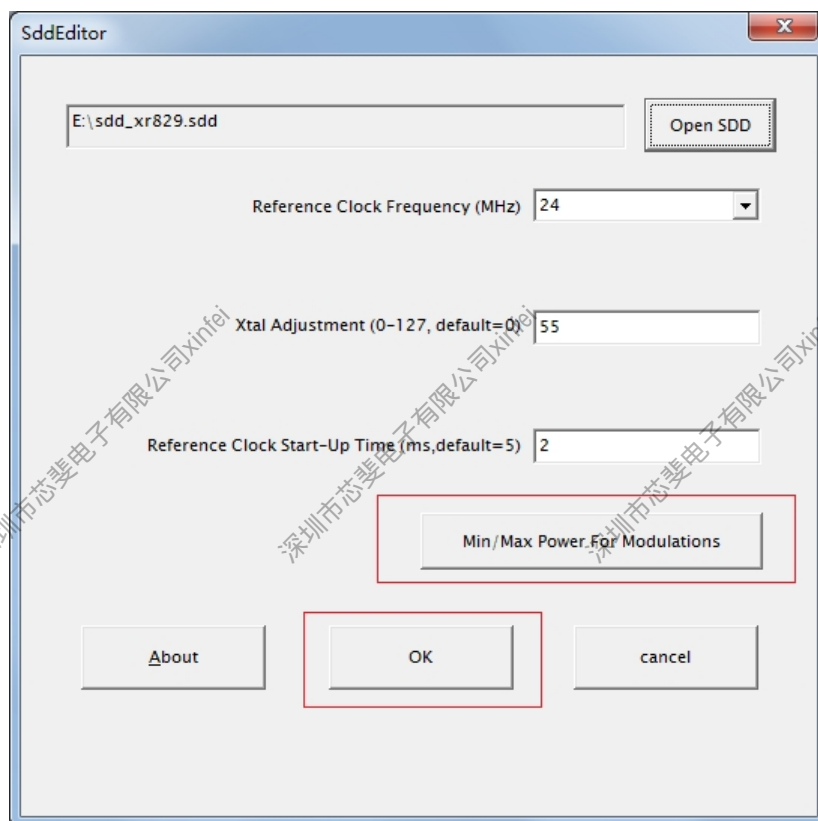 SddEditor
E:\sdd_xr829.sdd
Open SDD
Reference Clock Frequency (MHz)
24
Xtal Adjustment (0-127, default=0)
55
Reference Clock Start-Up Time (ms,default=5)
2
Min/Max Power For Modulations
About
OK
cancel
深圳市芯斐电子有限公司xinfei
深圳市芯斐电子有限公司xinfei
深圳市芯斐电子有限公司xinfei